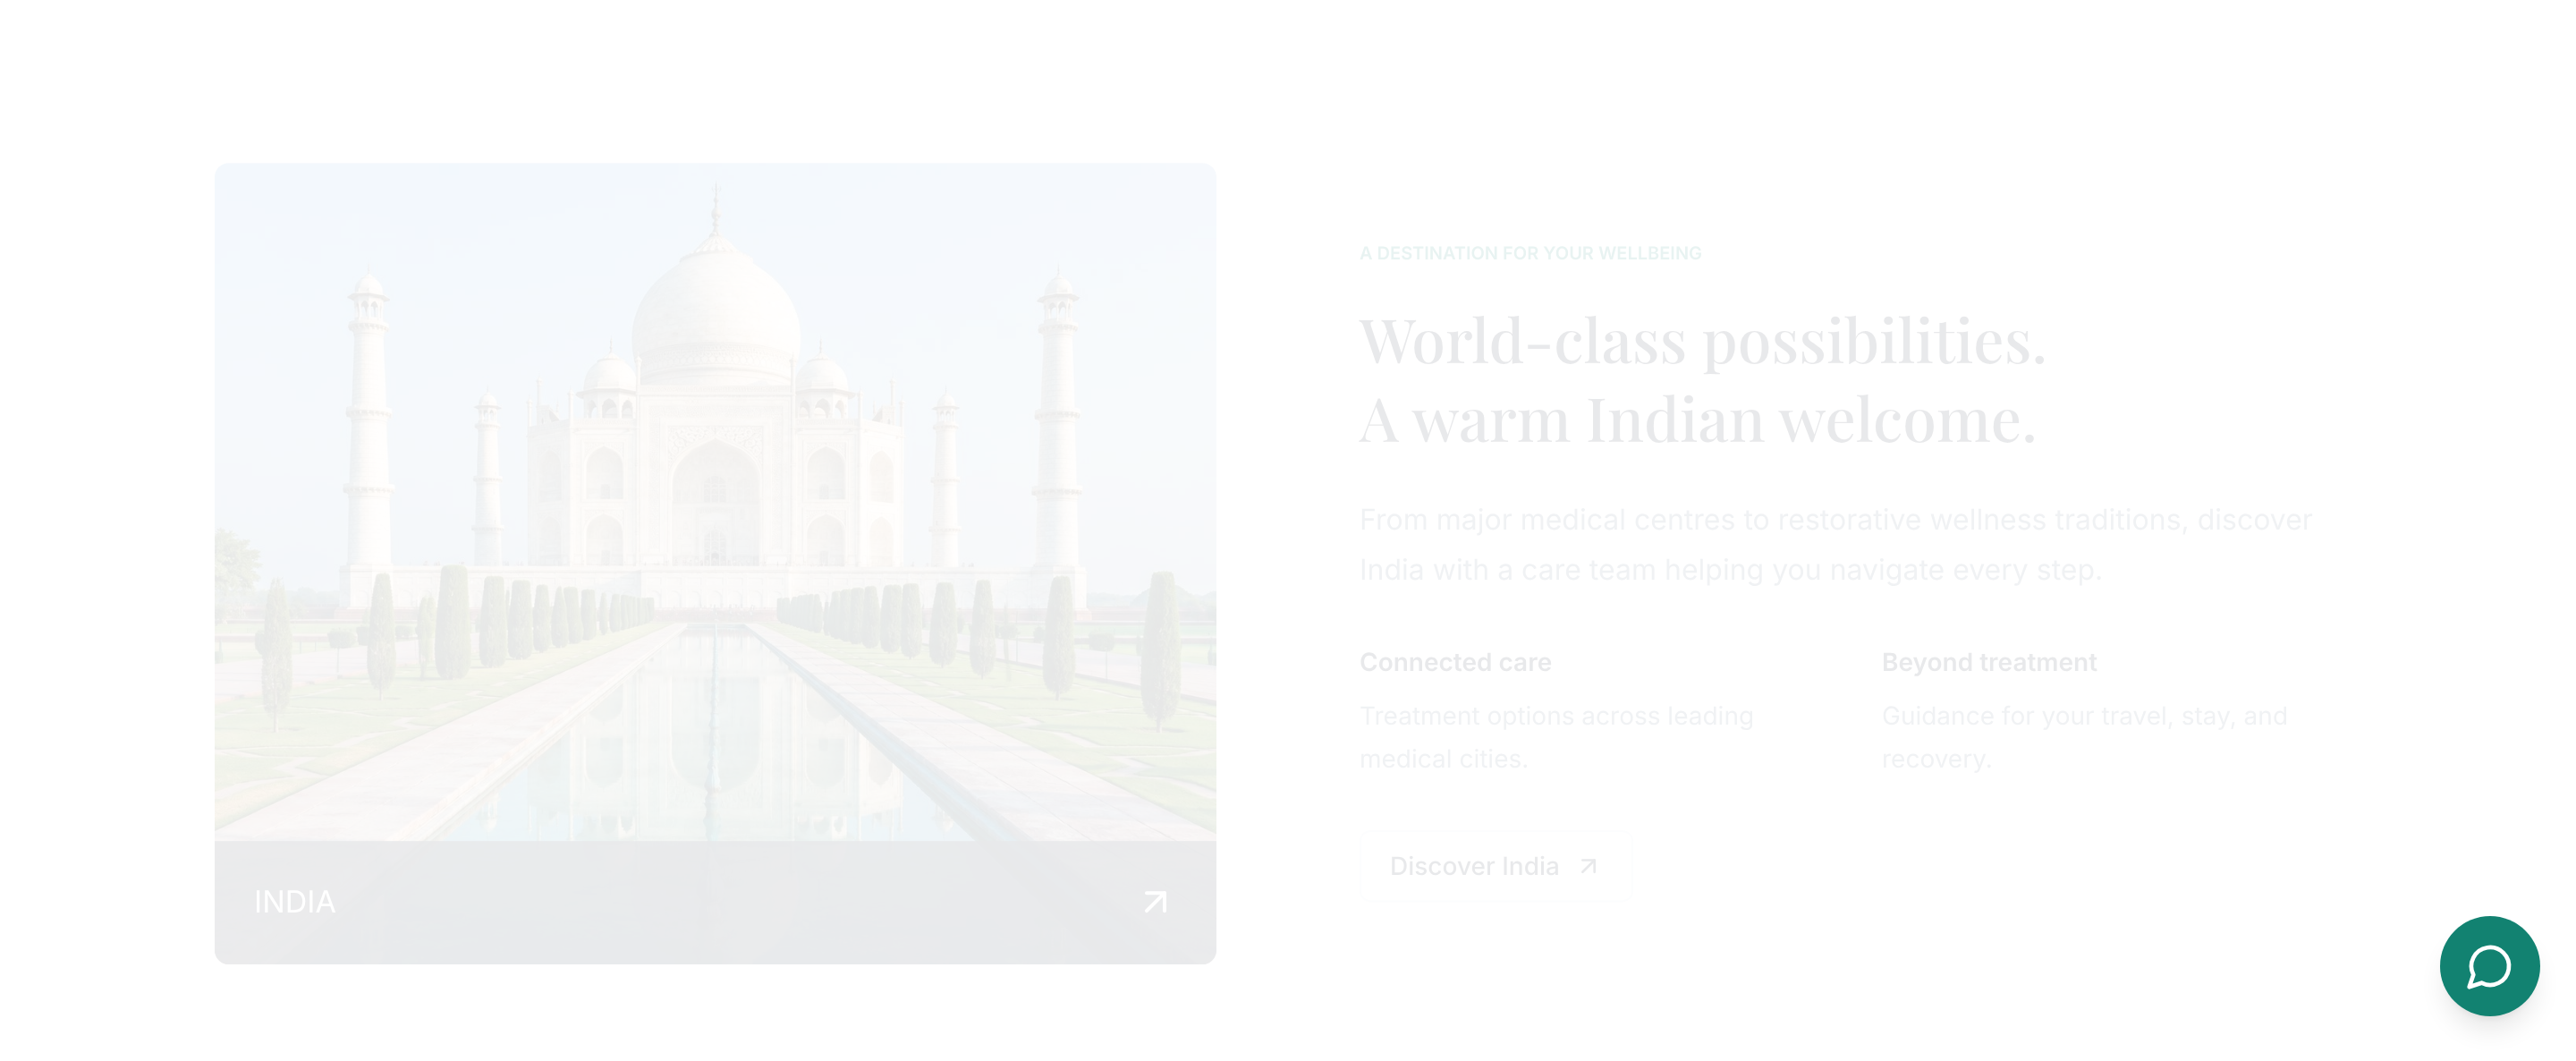 A DESTINATION FOR YOUR WELLBEING
World-class possibilities.
A warm Indian welcome.
From major medical centres to restorative wellness traditions, discover
India with a care team helping you navigate every step.
Connected care
Treatment options across leading
medical cities.
Beyond treatment
Guidance for your travel, stay, and
recovery.
Discover India
INDIA